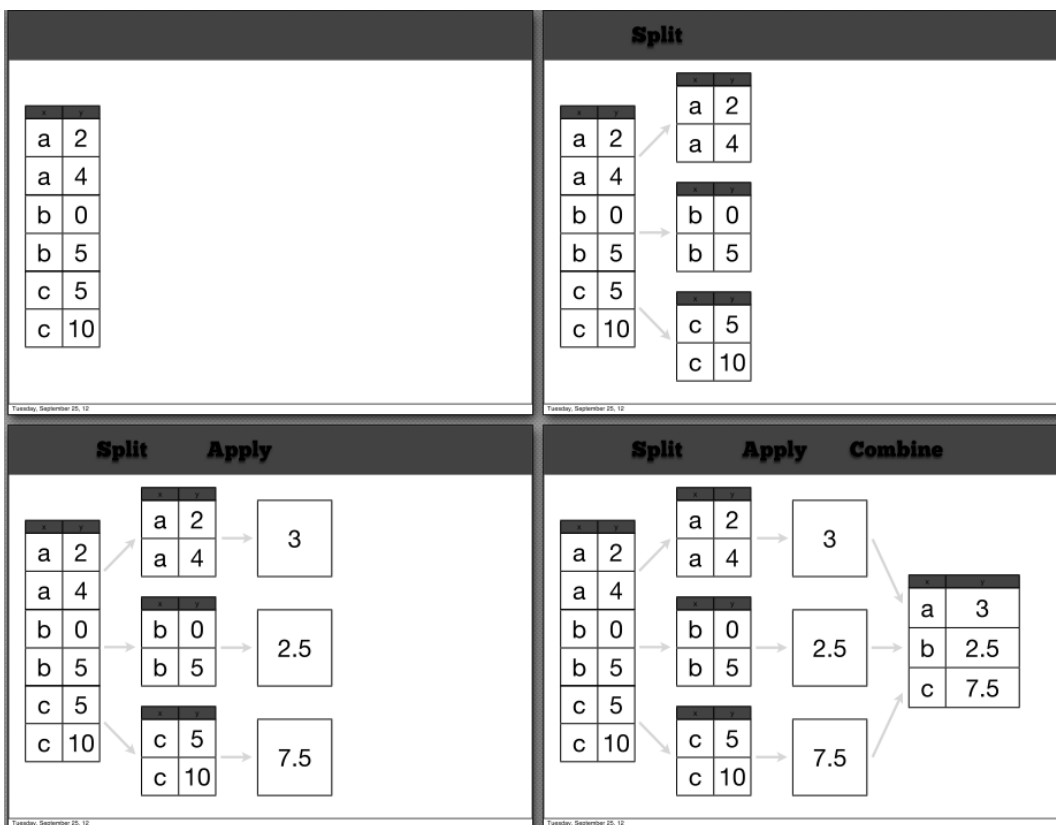 x y
a 2
a 4
b 0
b 5
c 5
c 10
Tuesday, September 25, 12
Split
x y
a 2
a 4
b 0
b 5
c 5
c 10
x y
a 2
a 4
x y
b 0
b 5
x y
c 5
c 10
Tuesday, September 25, 12
Split Apply
x y
a 2
a 4
b 0
b 5
c 5
c 10
x y
a 2
a 4
x y
b 0
b 5
x y
c 5
c 10
3
2.5
7.5
Tuesday, September 25, 12
Split Apply Combine
x y
a 2
a 4
b 0
b 5
c 5
c 10
x y
a 2
a 4
x y
b 0
b 5
x y
c 5
c 10
3
2.5
7.5
x y
a 3
b 2.5
c 7.5
Tuesday, September 25, 12